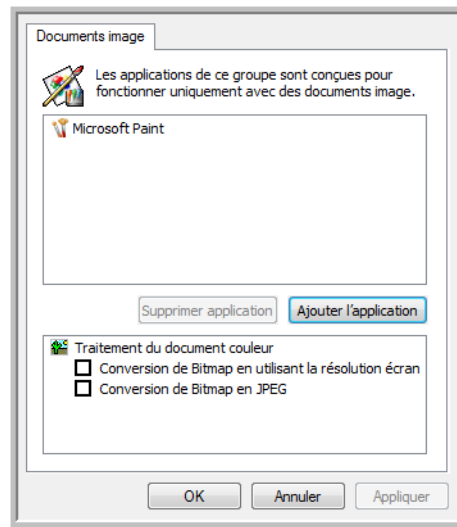 Documents image
Les applications de ce groupe sont conçues pour
fonctionner uniquement avec des documents image.
Microsoft Paint
Supprimer application
Ajouter l'application
Traitement du document couleur
Conversion de Bitmap en utilisant la résolution écran
Conversion de Bitmap en JPEG
OK
Annuler
Appliquer